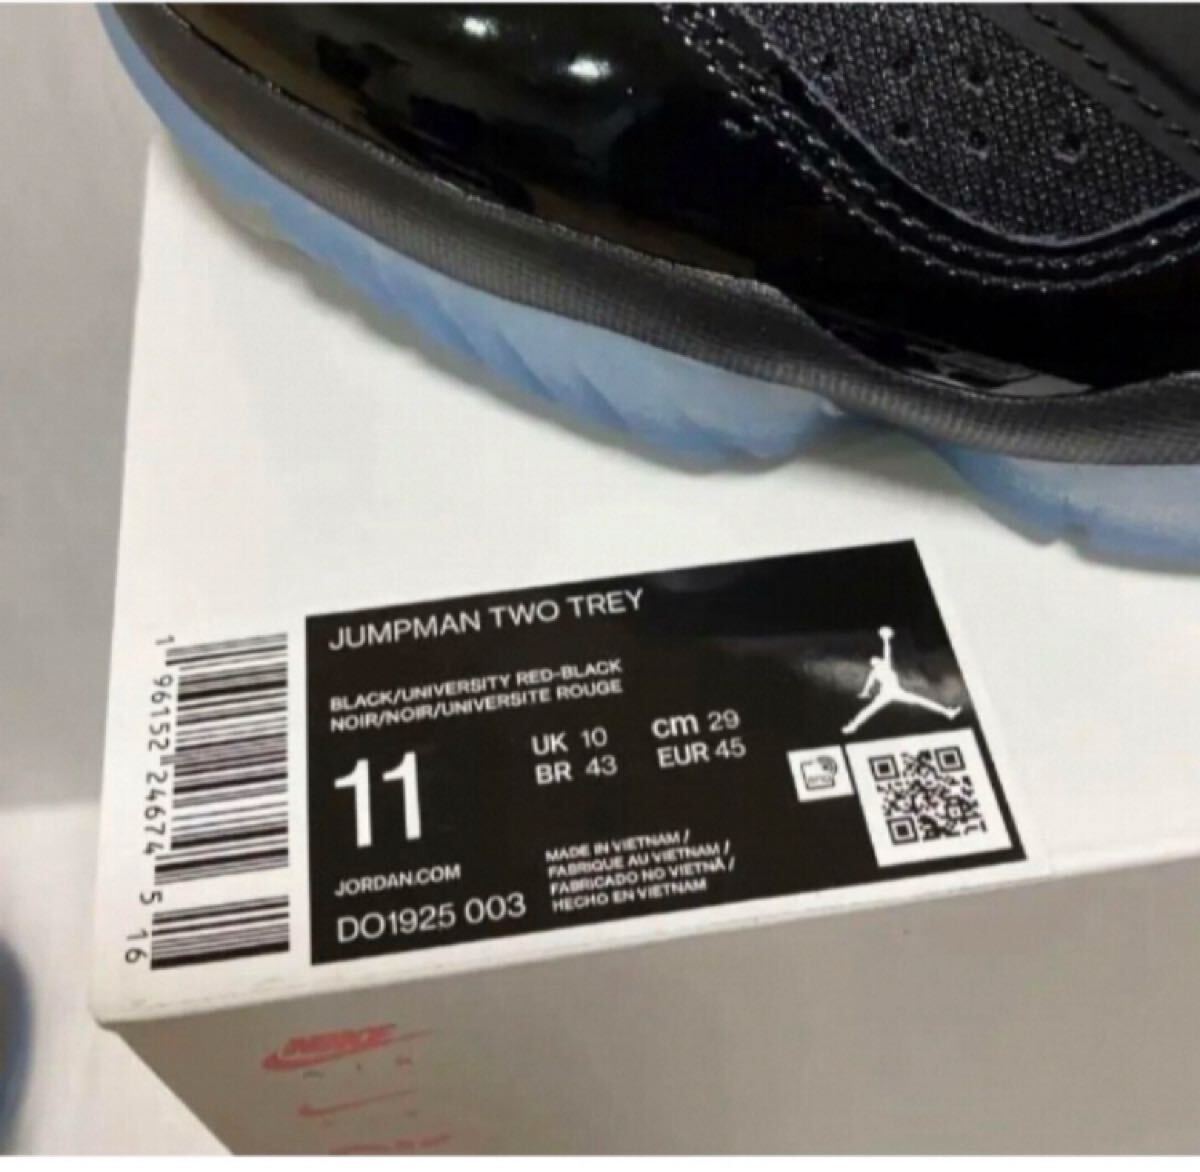 JUMPMAN TWO TREY
BLACK/UNIVERSITY RED-BLACK
NOIR/NOIR/UNIVERSITE ROUGE
11
UK 10
BR 43
cm 29
EUR 45
JORDAN.COM
DO1925 003
MADE IN VIETNAM /
FABRIQUE AU VIETNAM /
FABRICADO NO VIETNÃ /
HECHO EN VIETNAM
1 96152 24674 5 16